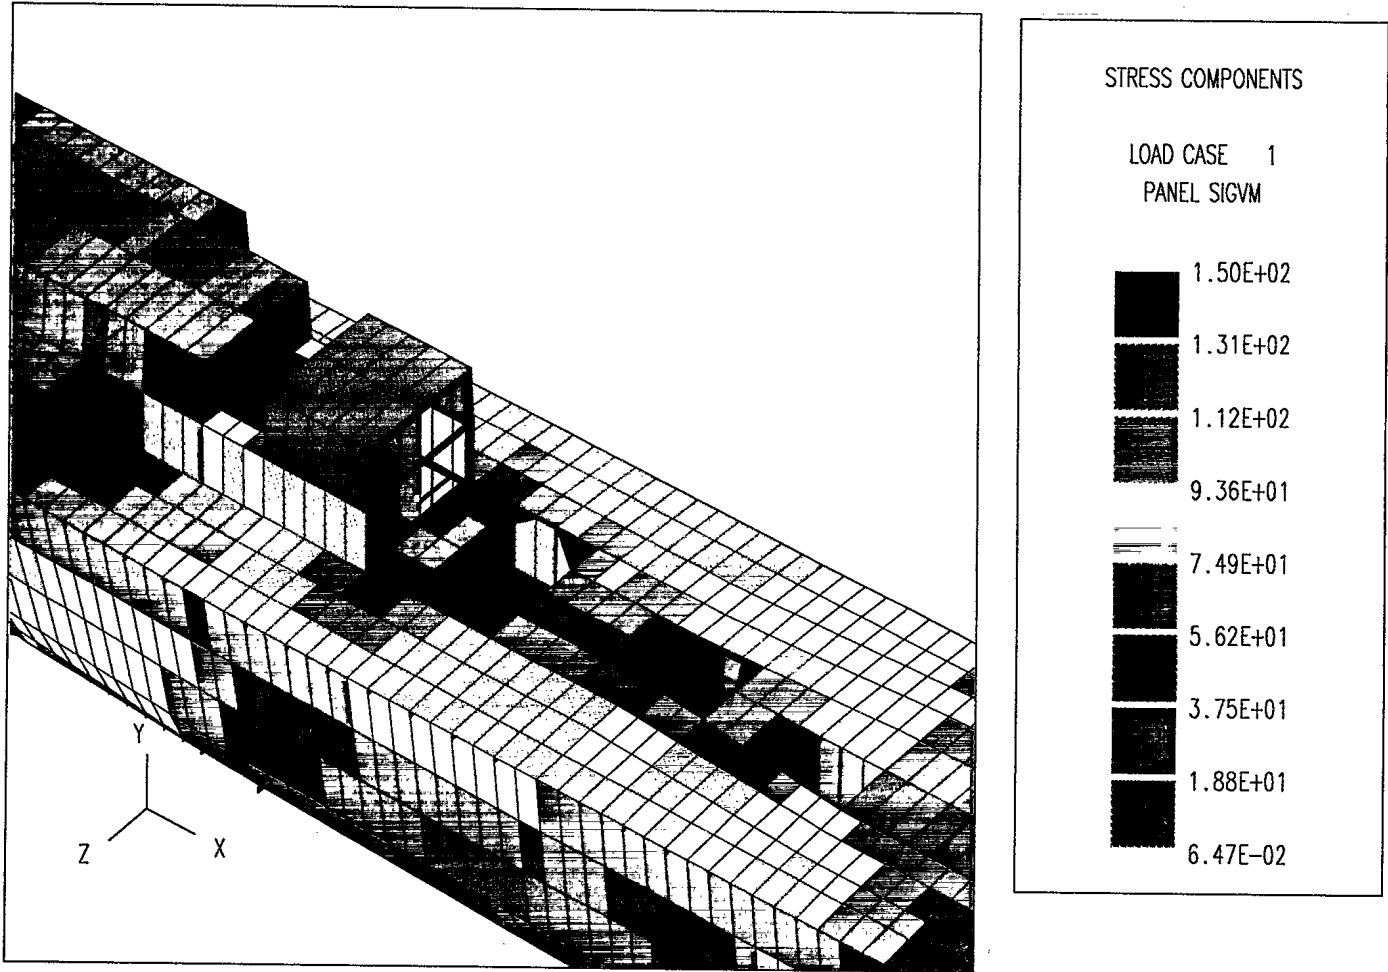 STRESS COMPONENTS
LOAD CASE 1
PANEL SIGVM
1.50E+02
1.31E+02
1.12E+02
9.36E+01
7.49E+01
5.62E+01
3.75E+01
1.88E+01
6.47E-02
Y
Z
X